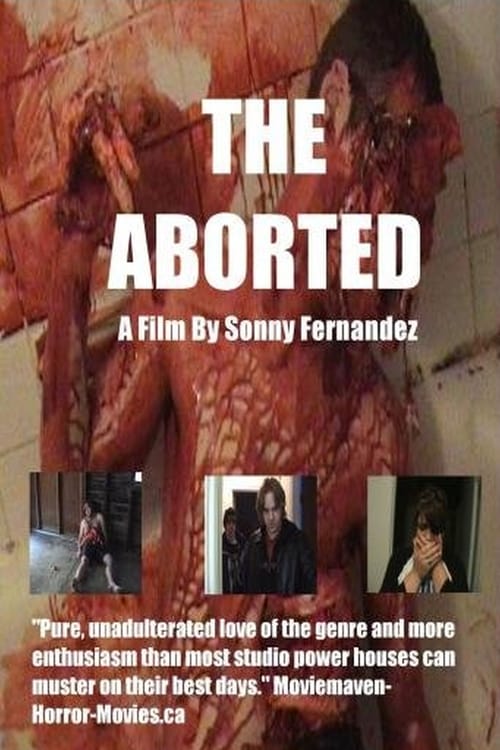 THE
ABORTED
A Film By Sonny Fernandez
"Pure, unadulterated love of the genre and more
enthusiasm than most studio power houses can
muster on their best days." Moviemaven-
Horror-Movies.ca